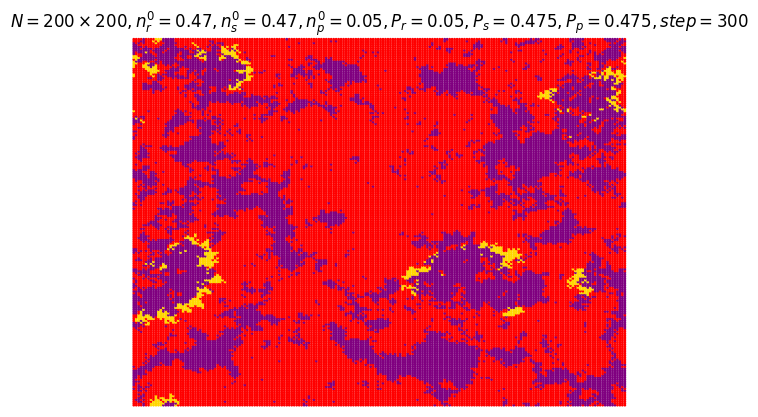 N = 200 × 200, n_r^0 = 0.47, n_s^0 = 0.47, n_p^0 = 0.05, P_r = 0.05, P_s = 0.475, P_p = 0.475, step = 300